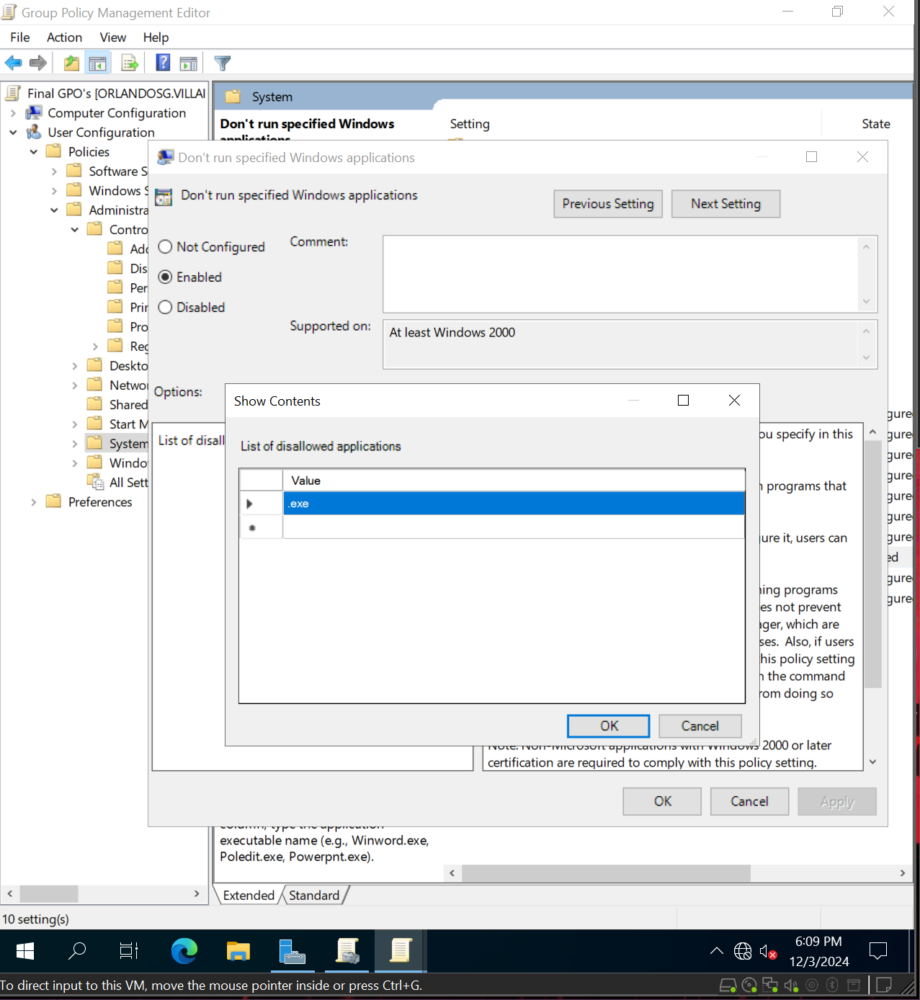 Group Policy Management Editor
File Action View Help
Final GPO's [ORLANDOSG.VILLAI
Computer Configuration
User Configuration
Policies
Software S
Windows S
Administra
Contro
Adc
Dis
Per
Prin
Pro
Reg
Deskto
Networ
Shared
Start M
System
Windo
All Sett
Preferences
System
Don't run specified Windows
applications
Setting
State
Don't run specified Windows applications
Don't run specified Windows applications
Previous Setting
Next Setting
Not Configured
Enabled
Disabled
Comment:
Supported on:
At least Windows 2000
Options:
List of disall
Show Contents
List of disallowed applications
Value
.exe
OK
Cancel
ou specify in this
programs that
ure it, users can
ing programs
es not prevent
ager, which are
ses. Also, if users
his policy setting
the command
rom doing so
Note: Non-Microsoft applications with Windows 2000 or later
certification are required to comply with this policy setting.
gure
gure
gure
gure
gure
gure
gure
ed
gure
gure
OK
Cancel
Apply
column, type the application
executable name (e.g., Winword.exe,
Poledit.exe, Powerpnt.exe).
Extended
Standard
10 setting(s)
6:09 PM
12/3/2024
To direct input to this VM, move the mouse pointer inside or press Ctrl+G.